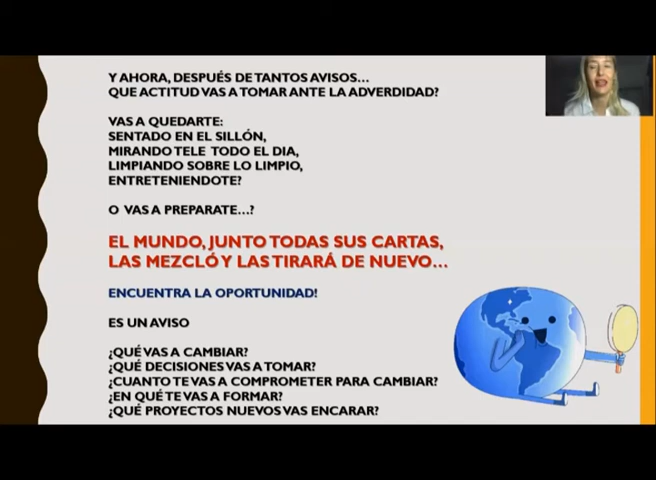 Y AHORA, DESPUÉS DE TANTOS AVISOS...
QUE ACTITUD VAS A TOMAR ANTE LA ADVERDIDAD?
VAS A QUEDARTE:
SENTADO EN EL SILLÓN,
MIRANDO TELE TODO EL DIA,
LIMPIANDO SOBRE LO LIMPIO,
ENTRETENIENDOTE?
O VAS A PREPARATE...?
EL MUNDO, JUNTO TODAS SUS CARTAS,
LAS MEZCLÓ Y LAS TIRARÁ DE NUEVO...
ENCUENTRA LA OPORTUNIDAD!
ES UN AVISO
¿QUÉ VAS A CAMBIAR?
¿QUÉ DECISIONES VAS A TOMAR?
¿CUANTO TE VAS A COMPROMETER PARA CAMBIAR?
¿EN QUÉ TE VAS A FORMAR?
¿QUÉ PROYECTOS NUEVOS VAS ENCARAR?